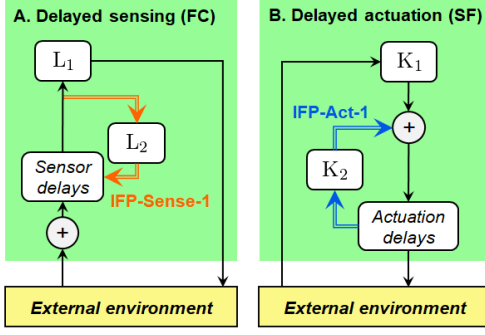 A. Delayed sensing (FC)
L₁
L₂
Sensor
delays
IFP-Sense-1
+
External environment
B. Delayed actuation (SF)
K₁
IFP-Act-1
+
K₂
Actuation
delays
External environment